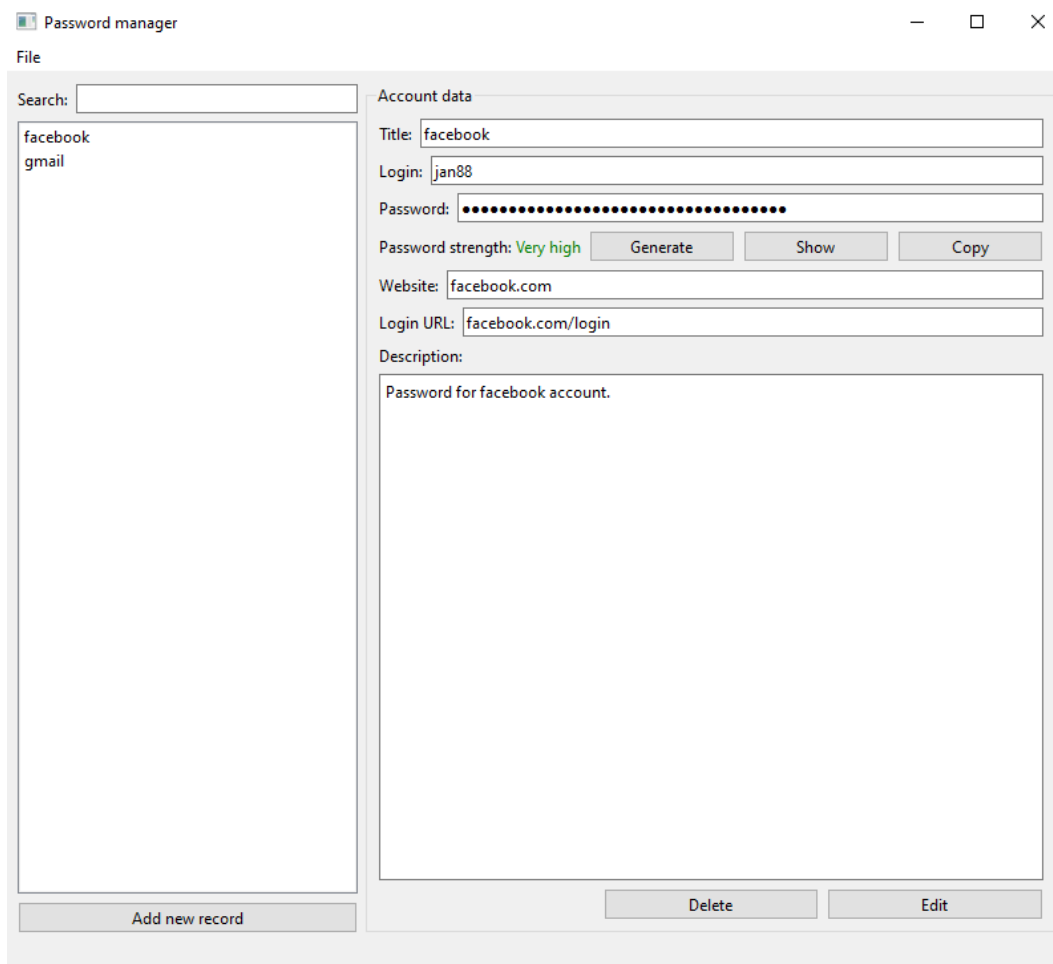 Password manager
File
Search:
facebook
gmail
Add new record
Account data
Title: facebook
Login: jan88
Password: ●●●●●●●●●●●●●●●●●●●●●●●●●●●●●●●●●●●
Password strength: Very high Generate Show Copy
Website: facebook.com
Login URL: facebook.com/login
Description:
Password for facebook account.
Delete Edit